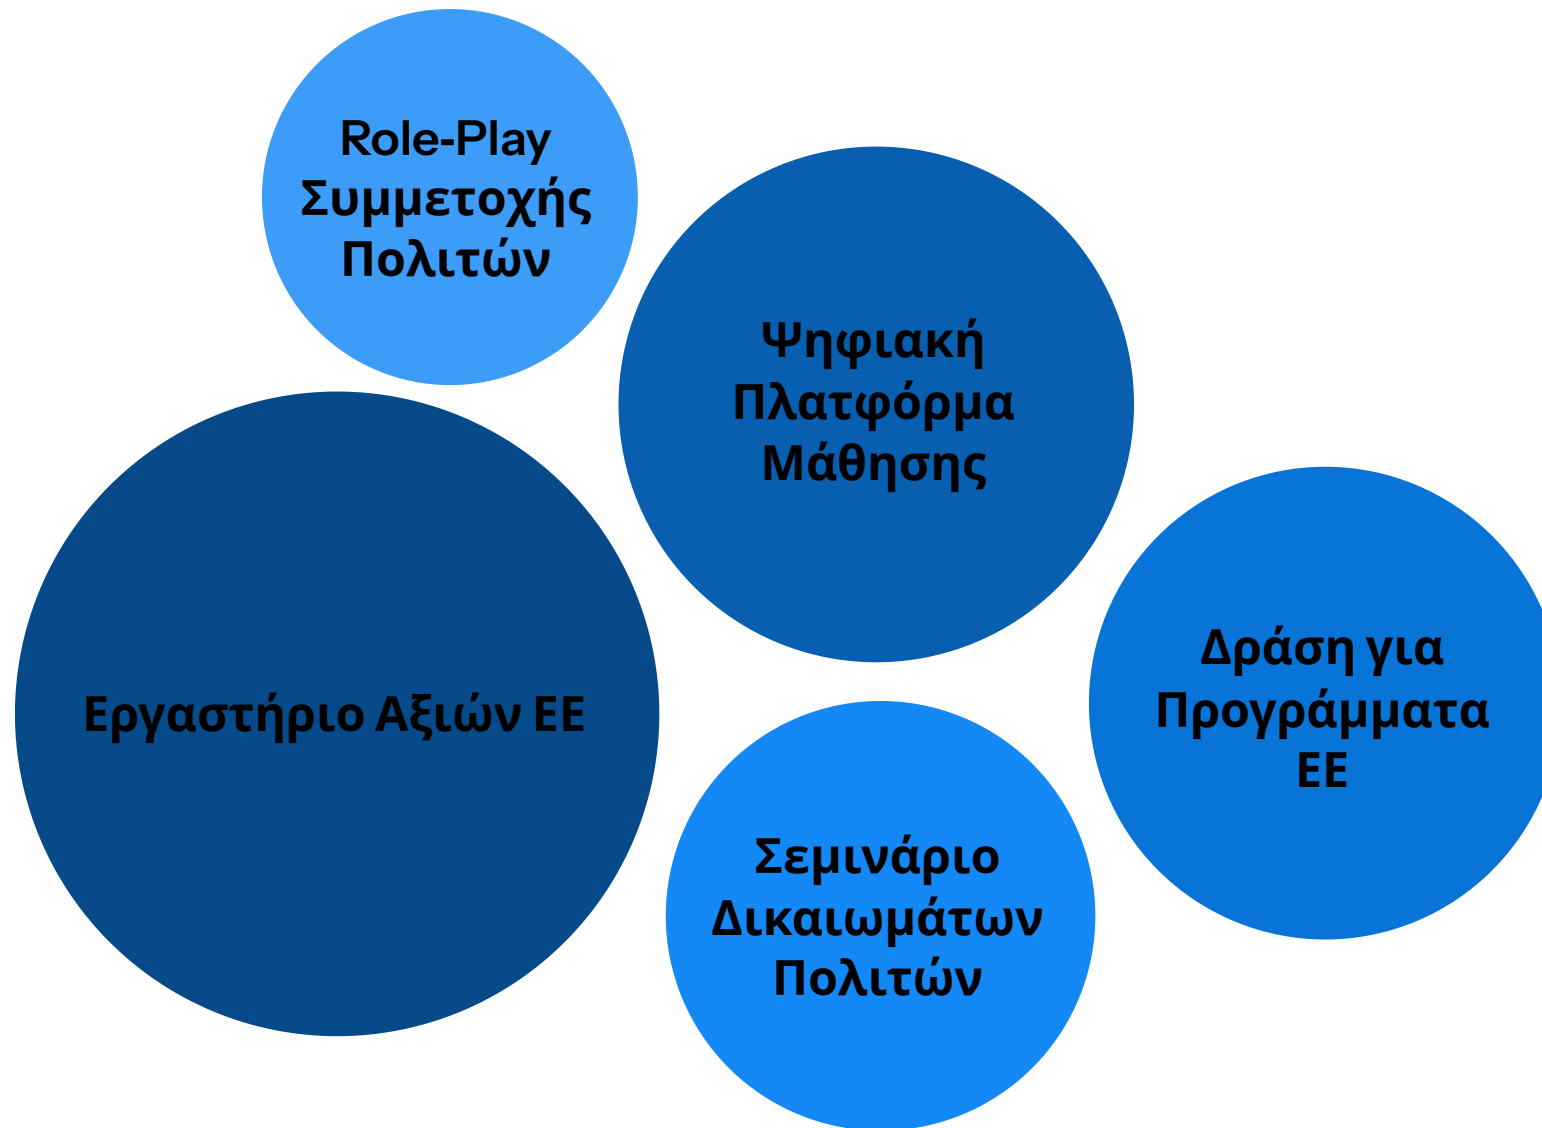 Role-Play
Συμμετοχής
Πολιτών
Ψηφιακή
Πλατφόρμα
Μάθησης
Δράση για
Προγράμματα
ΕΕ
Εργαστήριο Αξιών ΕΕ
Σεμινάριο
Δικαιωμάτων
Πολιτών